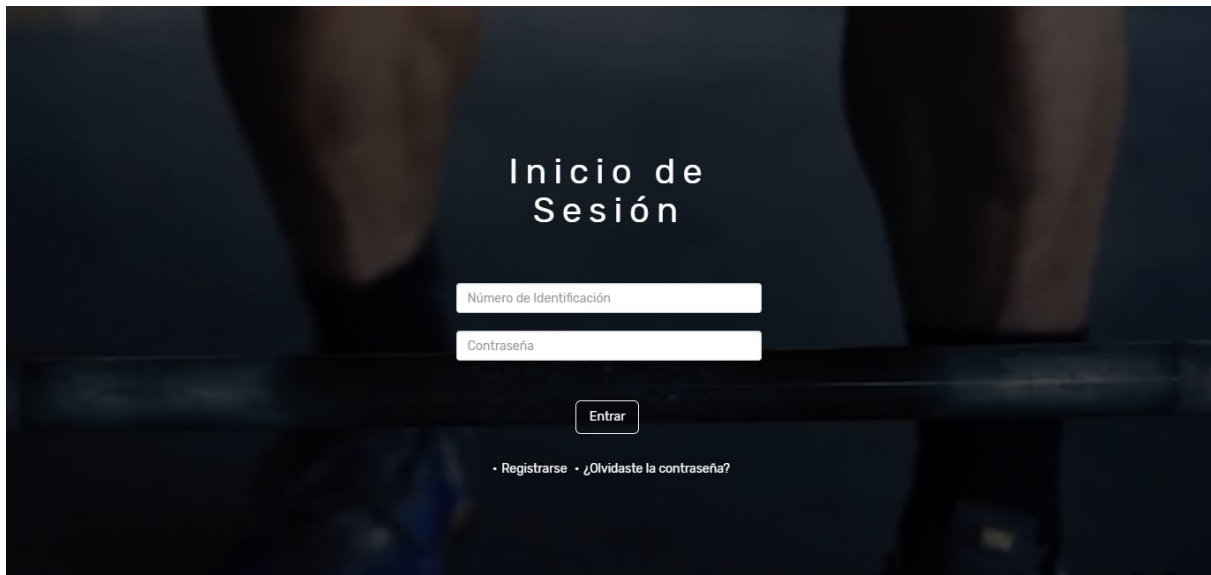 Inicio de
Sesión
Número de Identificación
Contraseña
Entrar
· Registrarse · ¿Olvidaste la contraseña?